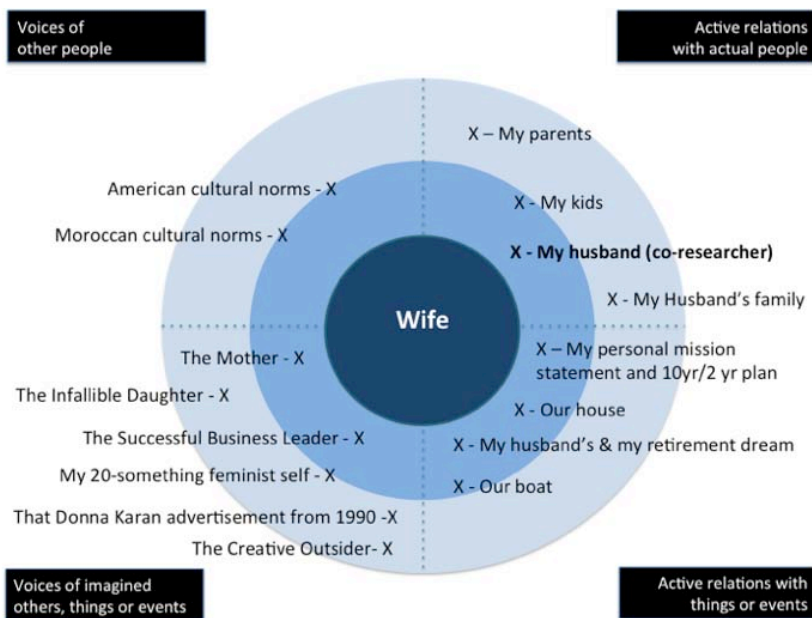 Voices of
other people
Active relations
with actual people
X – My parents
American cultural norms - X
X - My kids
Moroccan cultural norms - X
X - My husband (co-researcher)
X - My Husband's family
Wife
The Mother - X
X – My personal mission
statement and 10yr/2 yr plan
The Infallible Daughter - X
X - Our house
The Successful Business Leader - X
X - My husband's & my retirement dream
My 20-something feminist self - X
X - Our boat
That Donna Karan advertisement from 1990 -X
The Creative Outsider- X
Voices of imagined
others, things or events
Active relations with
things or events